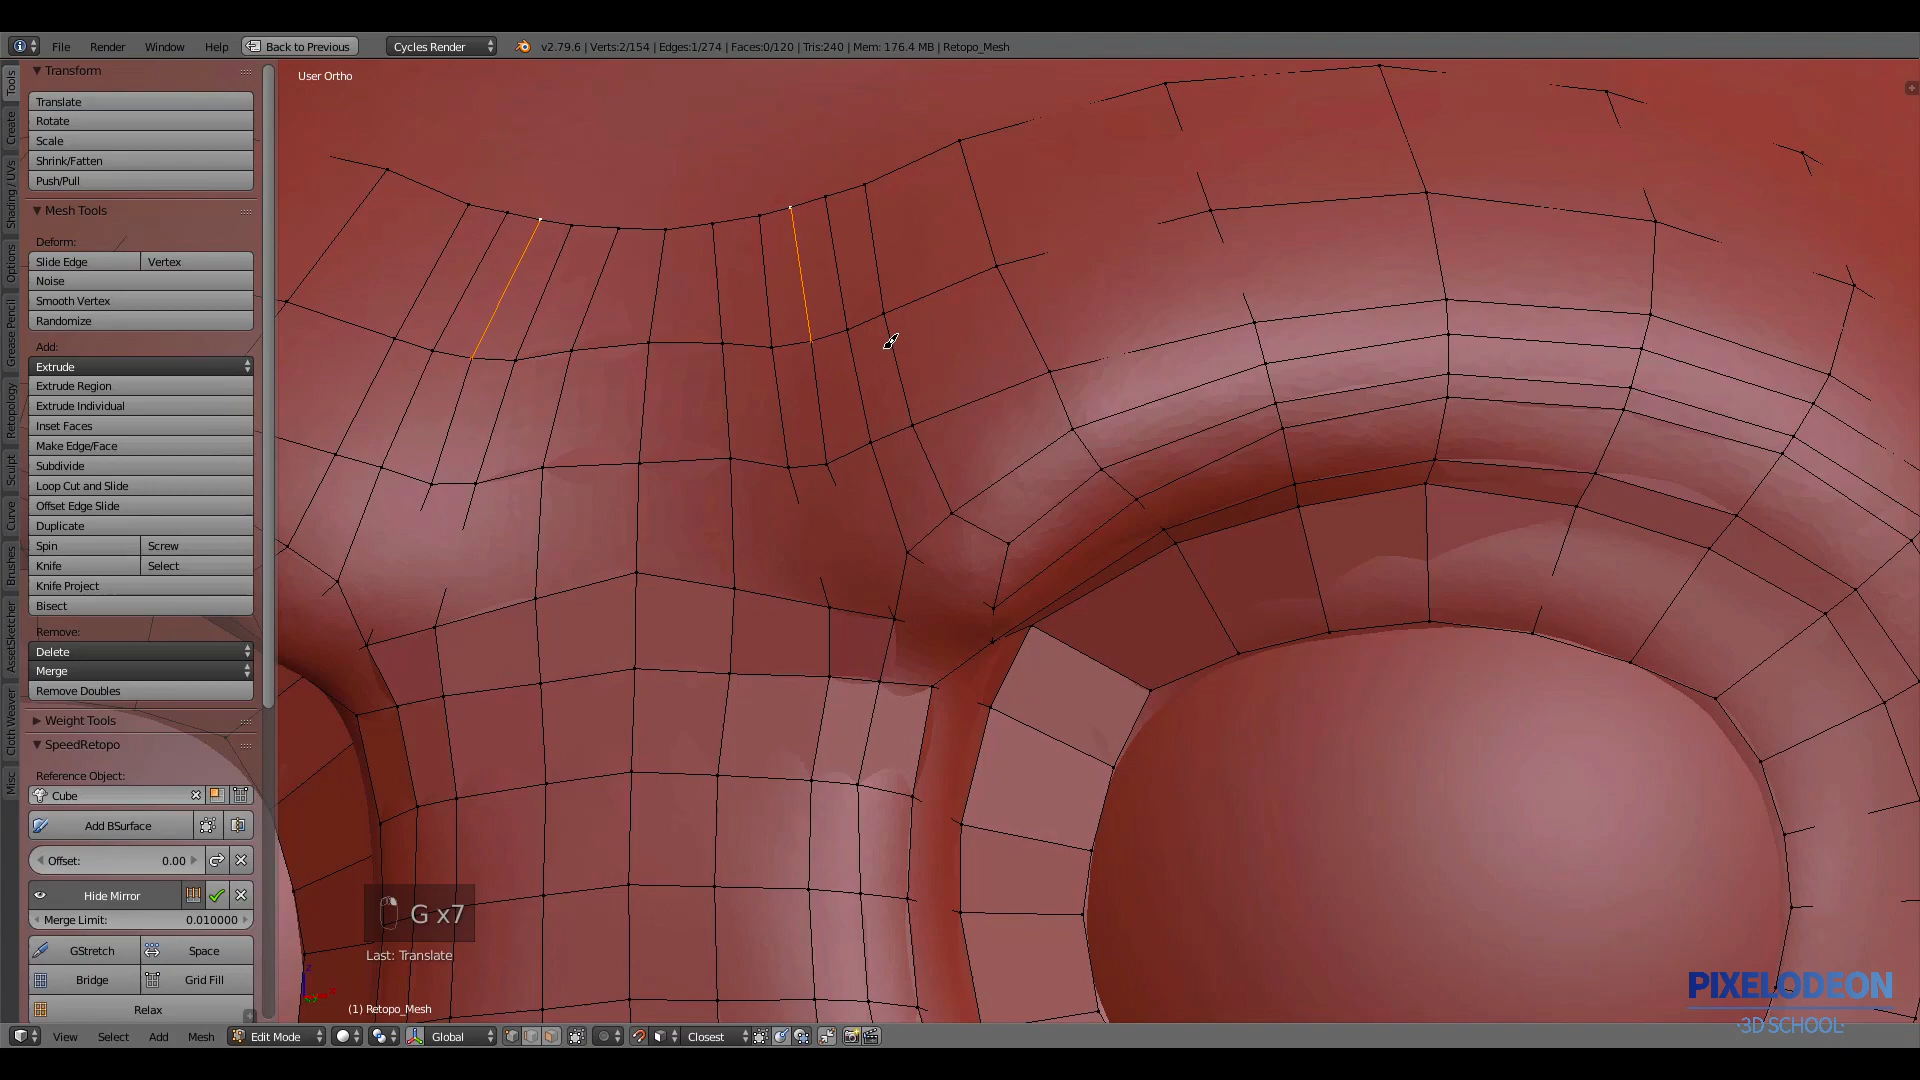 File Render Window Help Back to Previous Cycles Render v2.79.6 | Verts:2/154 | Edges:1/274 | Faces:0/120 | Tris:240 | Mem: 176.4 MB | Retopo_Mesh
Transform
User Ortho
Translate
Rotate
Scale
Shrink/Fatten
Push/Pull
Mesh Tools
Deform:
Slide Edge Vertex
Noise
Smooth Vertex
Randomize
Add:
Extrude
Extrude Region
Extrude Individual
Inset Faces
Make Edge/Face
Subdivide
Loop Cut and Slide
Offset Edge Slide
Duplicate
Spin Screw
Knife Select
Knife Project
Bisect
Remove:
Delete
Merge
Remove Doubles
Weight Tools
SpeedRetopo
Reference Object:
Cube
Add BSurface
Offset: 0.00
Hide Mirror
Merge Limit: 0.010000
GStretch Space
Bridge Grid Fill
Relax
Tools
Create
Shading / UVs
Options
Grease Pencil
Retopology
Sculpt
Curve
Brushes
AssetSketcher
Cloth Weaver
Misc
G x7
Last: Translate
z
y
x
(1) Retopo_Mesh
PIXELODEON
·3D SCHOOL·
View Select Add Mesh Edit Mode Global Closest